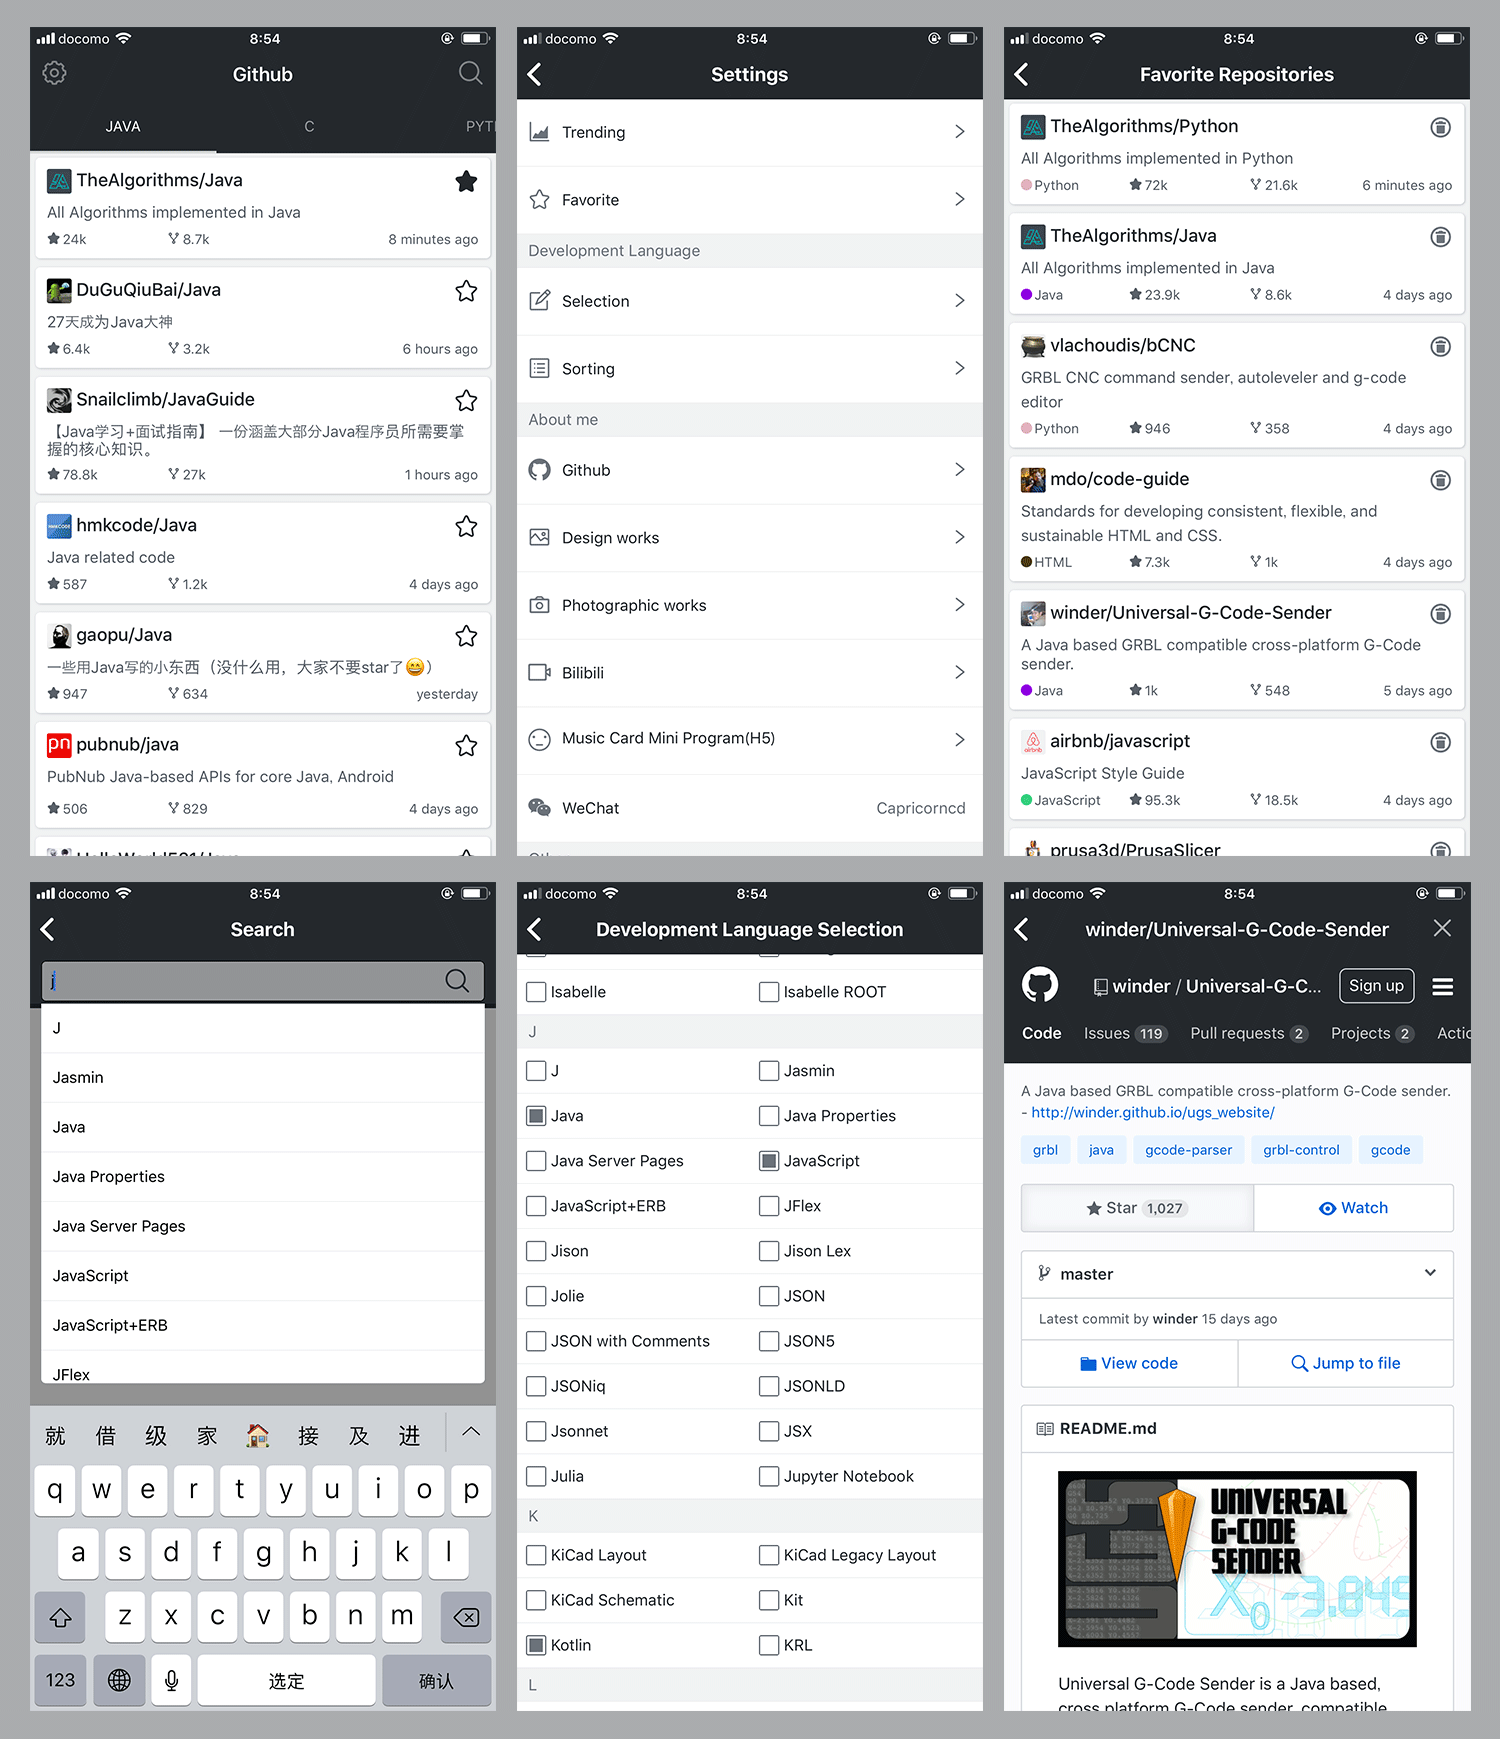 docomo 8:54
Github
JAVA C PYTH
TheAlgorithms/Java
All Algorithms implemented in Java
24k 8.7k 8 minutes ago
DuGuQiuBai/Java
27天成为Java大神
6.4k 3.2k 6 hours ago
Snailclimb/JavaGuide
【Java学习+面试指南】 一份涵盖大部分Java程序员所需要掌
握的核心知识。
78.8k 27k 1 hours ago
HMKCODE
hmkcode/Java
Java related code
587 1.2k 4 days ago
gaopu/Java
一些用Java写的小东西（没什么用，大家不要star了😄）
947 634 yesterday
pn pubnub/java
PubNub Java-based APIs for core Java, Android
506 829 4 days ago
docomo 8:54
Settings
Trending
Favorite
Development Language
Selection
Sorting
About me
Github
Design works
Photographic works
Bilibili
Music Card Mini Program(H5)
WeChat Capricorncd
docomo 8:54
Favorite Repositories
TheAlgorithms/Python
All Algorithms implemented in Python
Python 72k 21.6k 6 minutes ago
TheAlgorithms/Java
All Algorithms implemented in Java
Java 23.9k 8.6k 4 days ago
vlachoudis/bCNC
GRBL CNC command sender, autoleveler and g-code
editor
Python 946 358 4 days ago
mdo/code-guide
Standards for developing consistent, flexible, and
sustainable HTML and CSS.
HTML 7.3k 1k 4 days ago
winder/Universal-G-Code-Sender
A Java based GRBL compatible cross-platform G-Code
sender.
Java 1k 548 5 days ago
airbnb
airbnb/javascript
JavaScript Style Guide
JavaScript 95.3k 18.5k 4 days ago
prusa3d/PrusaSlicer
docomo 8:54
Search
j
J
Jasmin
Java
Java Properties
Java Server Pages
JavaScript
JavaScript+ERB
JFlex
就 借 级 家 🏠 接 及 进
q w e r t y u i o p
a s d f g h j k l
z x c v b n m
123 选定 确认
docomo 8:54
Development Language Selection
Isabelle Isabelle ROOT
J
J Jasmin
Java Java Properties
Java Server Pages JavaScript
JavaScript+ERB JFlex
Jison Jison Lex
Jolie JSON
JSON with Comments JSON5
JSONiq JSONLD
Jsonnet JSX
Julia Jupyter Notebook
K
KiCad Layout KiCad Legacy Layout
KiCad Schematic Kit
Kotlin KRL
L
docomo 8:54
winder/Universal-G-Code-Sender
winder / Universal-G-C... Sign up
Code Issues 119 Pull requests 2 Projects 2 Actic
A Java based GRBL compatible cross-platform G-Code sender.
- http://winder.github.io/ugs_website/
grbl java gcode-parser grbl-control gcode
Star 1,027 Watch
master
Latest commit by winder 15 days ago
View code Jump to file
README.md
UNIVERSAL
G-CODE
SENDER
X0 -3.849
Universal G-Code Sender is a Java based,
cross platform G-Code sender, compatible